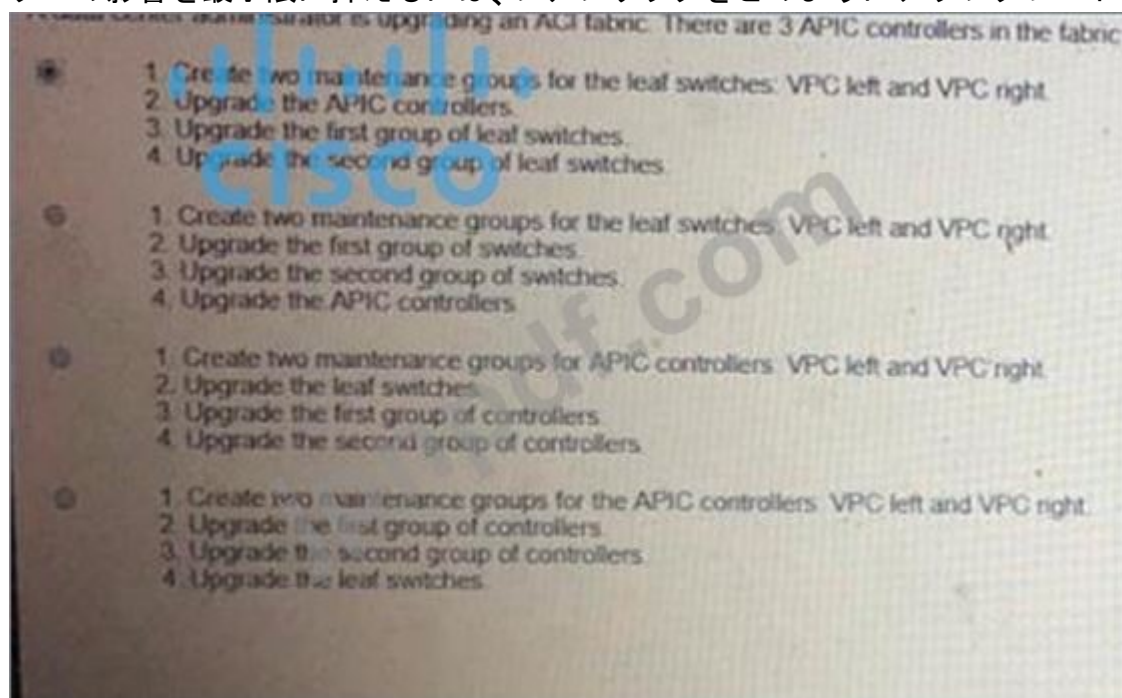 administrator is upgrading an ACI fabric. There are 3 APIC controllers in the fabric
1. Create two maintenance groups for the leaf switches: VPC left and VPC right.
2. Upgrade the APIC controllers.
3. Upgrade the first group of leaf switches.
4. Upgrade the second group of leaf switches.
CISCO
1. Create two maintenance groups for the leaf switches: VPC left and VPC right.
2. Upgrade the first group of switches.
3. Upgrade the second group of switches.
4. Upgrade the APIC controllers.
1. Create two maintenance groups for APIC controllers: VPC left and VPC right.
2. Upgrade the leaf switches.
3. Upgrade the first group of controllers.
4. Upgrade the second group of controllers.
1. Create two maintenance groups for the APIC controllers: VPC left and VPC right.
2. Upgrade the first group of controllers.
3. Upgrade the second group of controllers.
4. Upgrade the leaf switches.